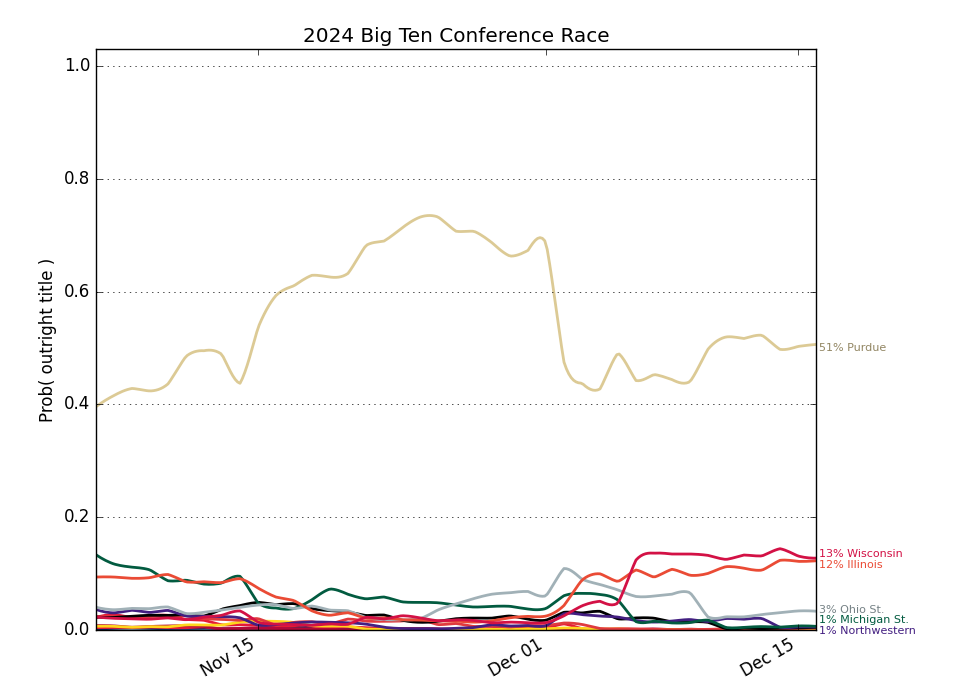 2024 Big Ten Conference Race
1.0
0.8
0.6
0.4
0.2
0.0
Prob( outright title )
51% Purdue
13% Wisconsin
12% Illinois
3% Ohio St.
1% Michigan St.
1% Northwestern
Nov 15
Dec 01
Dec 15